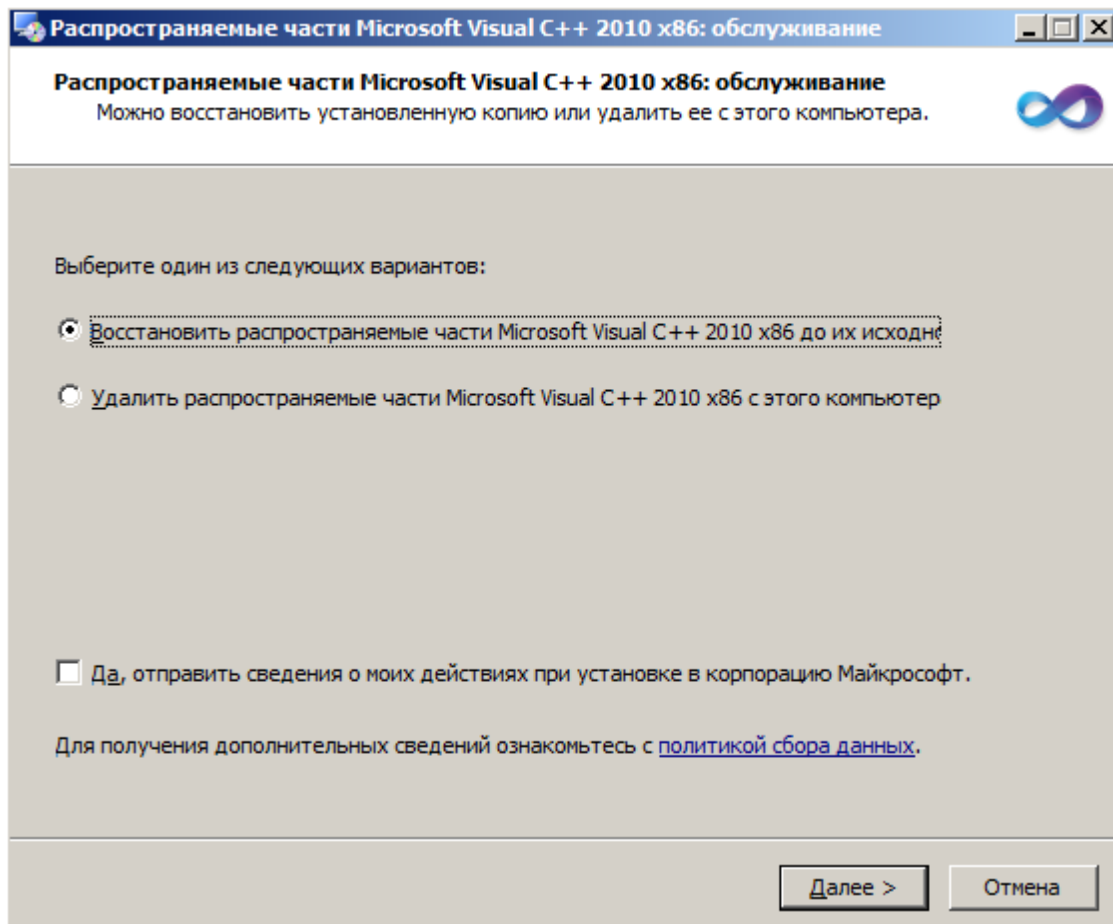 Распространяемые части Microsoft Visual C++ 2010 x86: обслуживание
Распространяемые части Microsoft Visual C++ 2010 x86: обслуживание
Можно восстановить установленную копию или удалить ее с этого компьютера.
Выберите один из следующих вариантов:
Восстановить распространяемые части Microsoft Visual C++ 2010 x86 до их исходно
Удалить распространяемые части Microsoft Visual C++ 2010 x86 с этого компьютер
Да, отправить сведения о моих действиях при установке в корпорацию Майкрософт.
Для получения дополнительных сведений ознакомьтесь с политикой сбора данных.
Далее >
Отмена